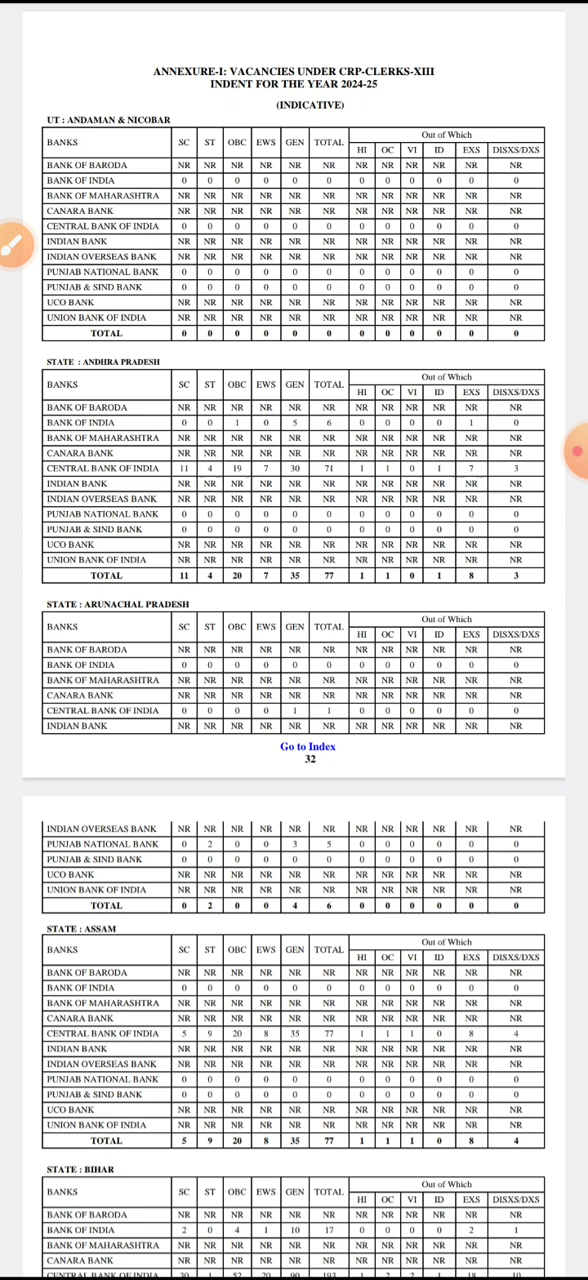 ANNEXURE-I: VACANCIES UNDER CRP-CLERKS-XIII
INDENT FOR THE YEAR 2024-25
(INDICATIVE)
UT : ANDAMAN & NICOBAR
BANKS SC ST OBC EWS GEN TOTAL Out of Which
HI OC VI ID EXS DISXS/DXS
BANK OF BARODA NR NR NR NR NR NR NR NR NR NR NR NR
BANK OF INDIA 0 0 0 0 0 0 0 0 0 0 0 0
BANK OF MAHARASHTRA NR NR NR NR NR NR NR NR NR NR NR NR
CANARA BANK NR NR NR NR NR NR NR NR NR NR NR NR
CENTRAL BANK OF INDIA 0 0 0 0 0 0 0 0 0 0 0 0
INDIAN BANK NR NR NR NR NR NR NR NR NR NR NR NR
INDIAN OVERSEAS BANK NR NR NR NR NR NR NR NR NR NR NR NR
PUNJAB NATIONAL BANK 0 0 0 0 0 0 0 0 0 0 0 0
PUNJAB & SIND BANK 0 0 0 0 0 0 0 0 0 0 0 0
UCO BANK NR NR NR NR NR NR NR NR NR NR NR NR
UNION BANK OF INDIA NR NR NR NR NR NR NR NR NR NR NR NR
TOTAL 0 0 0 0 0 0 0 0 0 0 0 0
STATE : ANDHRA PRADESH
BANKS SC ST OBC EWS GEN TOTAL Out of Which
HI OC VI ID EXS DISXS/DXS
BANK OF BARODA NR NR NR NR NR NR NR NR NR NR NR NR
BANK OF INDIA 0 0 1 0 5 6 0 0 0 0 1 0
BANK OF MAHARASHTRA NR NR NR NR NR NR NR NR NR NR NR NR
CANARA BANK NR NR NR NR NR NR NR NR NR NR NR NR
CENTRAL BANK OF INDIA 11 4 19 7 30 71 1 1 0 1 7 3
INDIAN BANK NR NR NR NR NR NR NR NR NR NR NR NR
INDIAN OVERSEAS BANK NR NR NR NR NR NR NR NR NR NR NR NR
PUNJAB NATIONAL BANK 0 0 0 0 0 0 0 0 0 0 0 0
PUNJAB & SIND BANK 0 0 0 0 0 0 0 0 0 0 0 0
UCO BANK NR NR NR NR NR NR NR NR NR NR NR NR
UNION BANK OF INDIA NR NR NR NR NR NR NR NR NR NR NR NR
TOTAL 11 4 20 7 35 77 1 1 0 1 8 3
STATE : ARUNACHAL PRADESH
BANKS SC ST OBC EWS GEN TOTAL Out of Which
HI OC VI ID EXS DISXS/DXS
BANK OF BARODA NR NR NR NR NR NR NR NR NR NR NR NR
BANK OF INDIA 0 0 0 0 0 0 0 0 0 0 0 0
BANK OF MAHARASHTRA NR NR NR NR NR NR NR NR NR NR NR NR
CANARA BANK NR NR NR NR NR NR NR NR NR NR NR NR
CENTRAL BANK OF INDIA 0 0 0 0 1 1 0 0 0 0 0 0
INDIAN BANK NR NR NR NR NR NR NR NR NR NR NR NR
Go to Index
32
INDIAN OVERSEAS BANK NR NR NR NR NR NR NR NR NR NR NR NR
PUNJAB NATIONAL BANK 0 2 0 0 3 5 0 0 0 0 0 0
PUNJAB & SIND BANK 0 0 0 0 0 0 0 0 0 0 0 0
UCO BANK NR NR NR NR NR NR NR NR NR NR NR NR
UNION BANK OF INDIA NR NR NR NR NR NR NR NR NR NR NR NR
TOTAL 0 2 0 0 4 6 0 0 0 0 0 0
STATE : ASSAM
BANKS SC ST OBC EWS GEN TOTAL Out of Which
HI OC VI ID EXS DISXS/DXS
BANK OF BARODA NR NR NR NR NR NR NR NR NR NR NR NR
BANK OF INDIA 0 0 0 0 0 0 0 0 0 0 0 0
BANK OF MAHARASHTRA NR NR NR NR NR NR NR NR NR NR NR NR
CANARA BANK NR NR NR NR NR NR NR NR NR NR NR NR
CENTRAL BANK OF INDIA 5 9 20 8 35 77 1 1 1 0 8 4
INDIAN BANK NR NR NR NR NR NR NR NR NR NR NR NR
INDIAN OVERSEAS BANK NR NR NR NR NR NR NR NR NR NR NR NR
PUNJAB NATIONAL BANK 0 0 0 0 0 0 0 0 0 0 0 0
PUNJAB & SIND BANK 0 0 0 0 0 0 0 0 0 0 0 0
UCO BANK NR NR NR NR NR NR NR NR NR NR NR NR
UNION BANK OF INDIA NR NR NR NR NR NR NR NR NR NR NR NR
TOTAL 5 9 20 8 35 77 1 1 1 0 8 4
STATE : BIHAR
BANKS SC ST OBC EWS GEN TOTAL Out of Which
HI OC VI ID EXS DISXS/DXS
BANK OF BARODA NR NR NR NR NR NR NR NR NR NR NR NR
BANK OF INDIA 2 0 4 1 10 17 0 0 0 0 2 1
BANK OF MAHARASHTRA NR NR NR NR NR NR NR NR NR NR NR NR
CANARA BANK NR NR NR NR NR NR NR NR NR NR NR NR
CENTRAL BANK OF INDIA